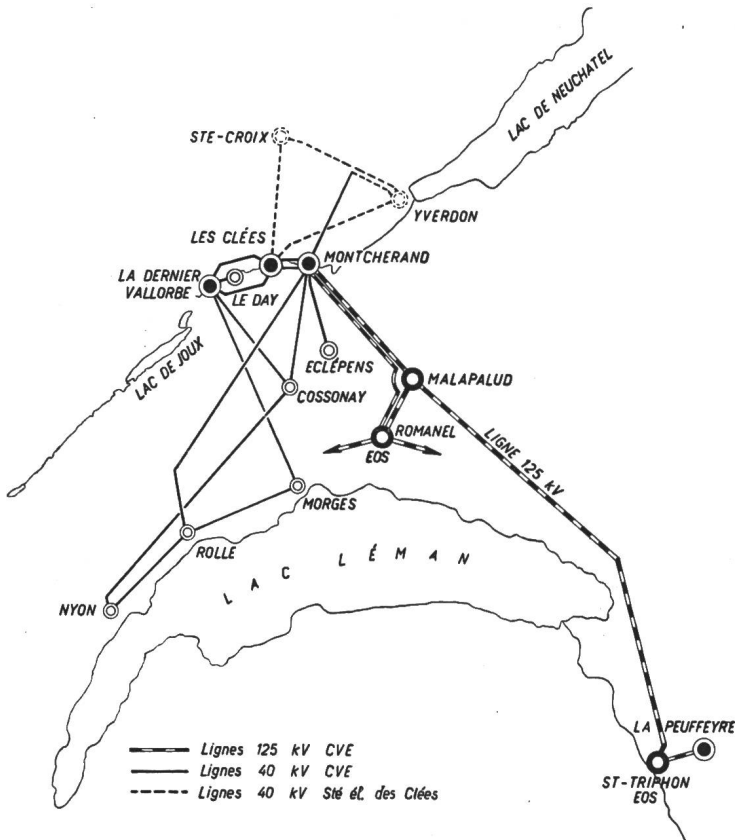 LAC DE NEUCHATEL
STE-CROIX
YVERDON
LES CLÉES
MONTCHERAND
LA DERNIER
VALLORBE
LE DAY
LAC DE JOUX
ECLÉPENS
COSSONAY
MALAPALUD
ROMANEL
EOS
LIGNE 125 kV
MORGES
ROLLE
LAC LÉMAN
NYON
LA PEUFFEYRE
ST-TRIPHON
EOS
Lignes 125 kV CVE
Lignes 40 kV CVE
Lignes 40 kV Sté él. des Clées